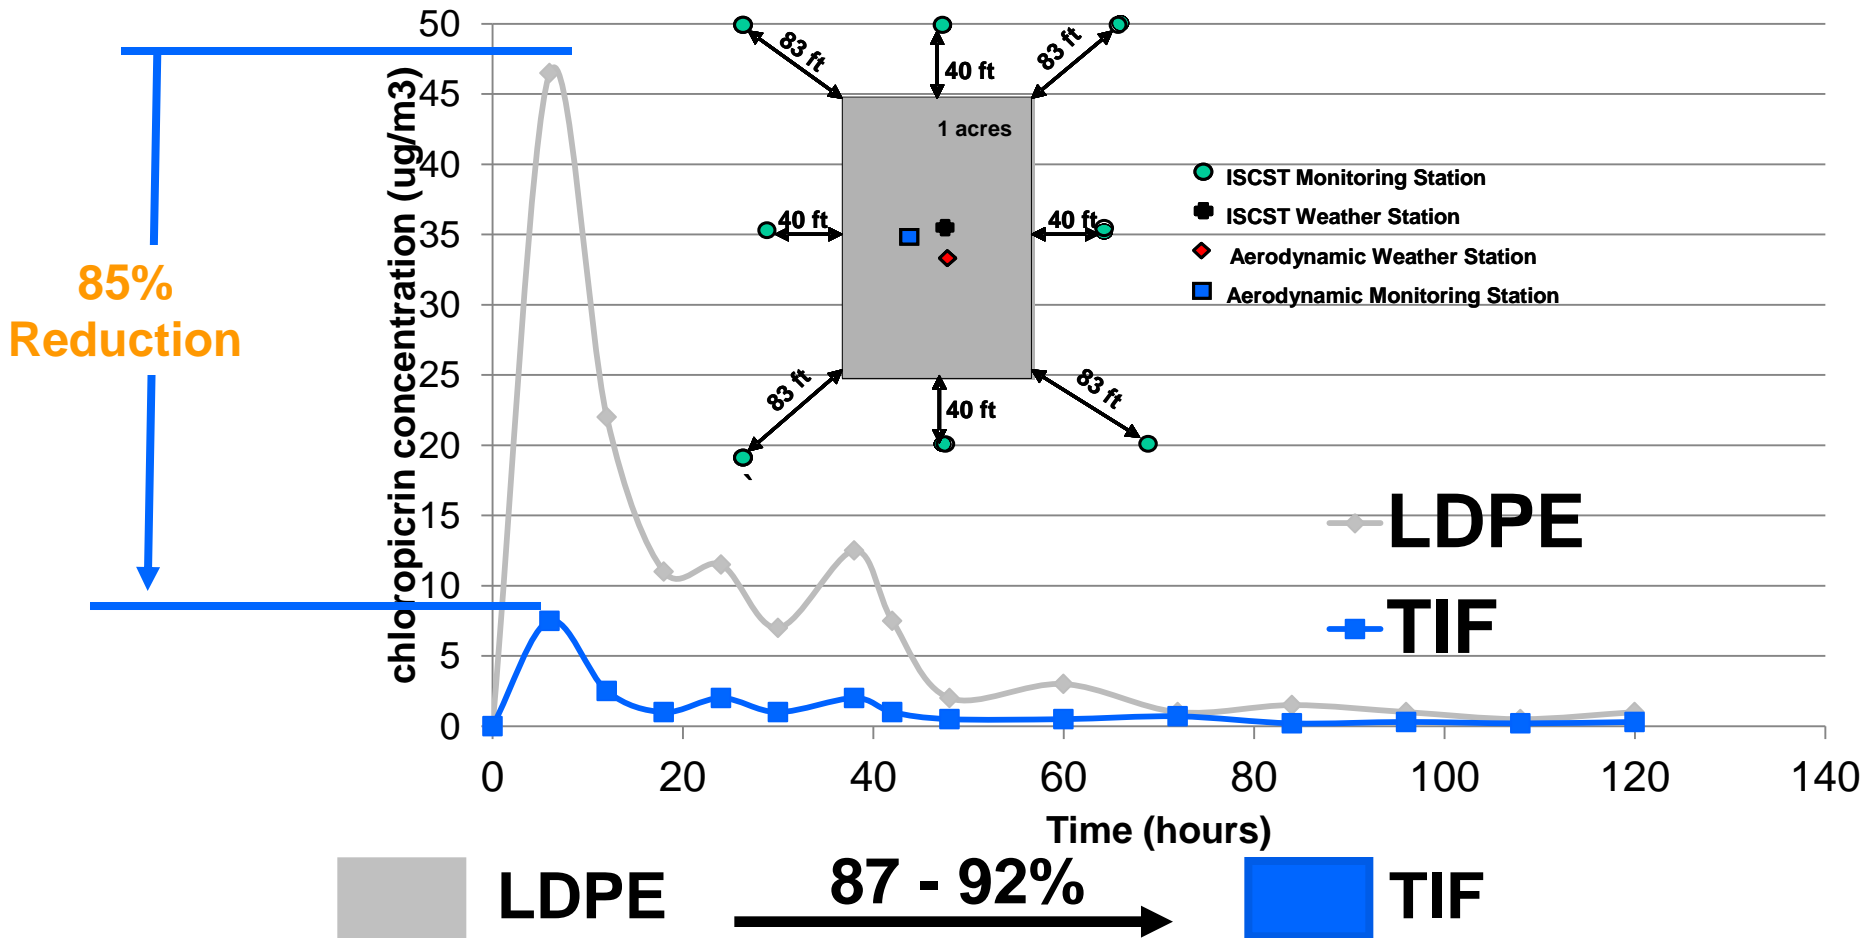 50
45
40
35
30
25
20
15
10
5
0
chloropicrin concentration (ug/m3)
85%
Reduction
83 ft
40 ft
83 ft
1 acres
40 ft
40 ft
83 ft
40 ft
83 ft
ISCST Monitoring Station
ISCST Weather Station
Aerodynamic Weather Station
Aerodynamic Monitoring Station
LDPE
TIF
0 20 40 60 80 100 120 140
Time (hours)
LDPE 87 - 92% TIF